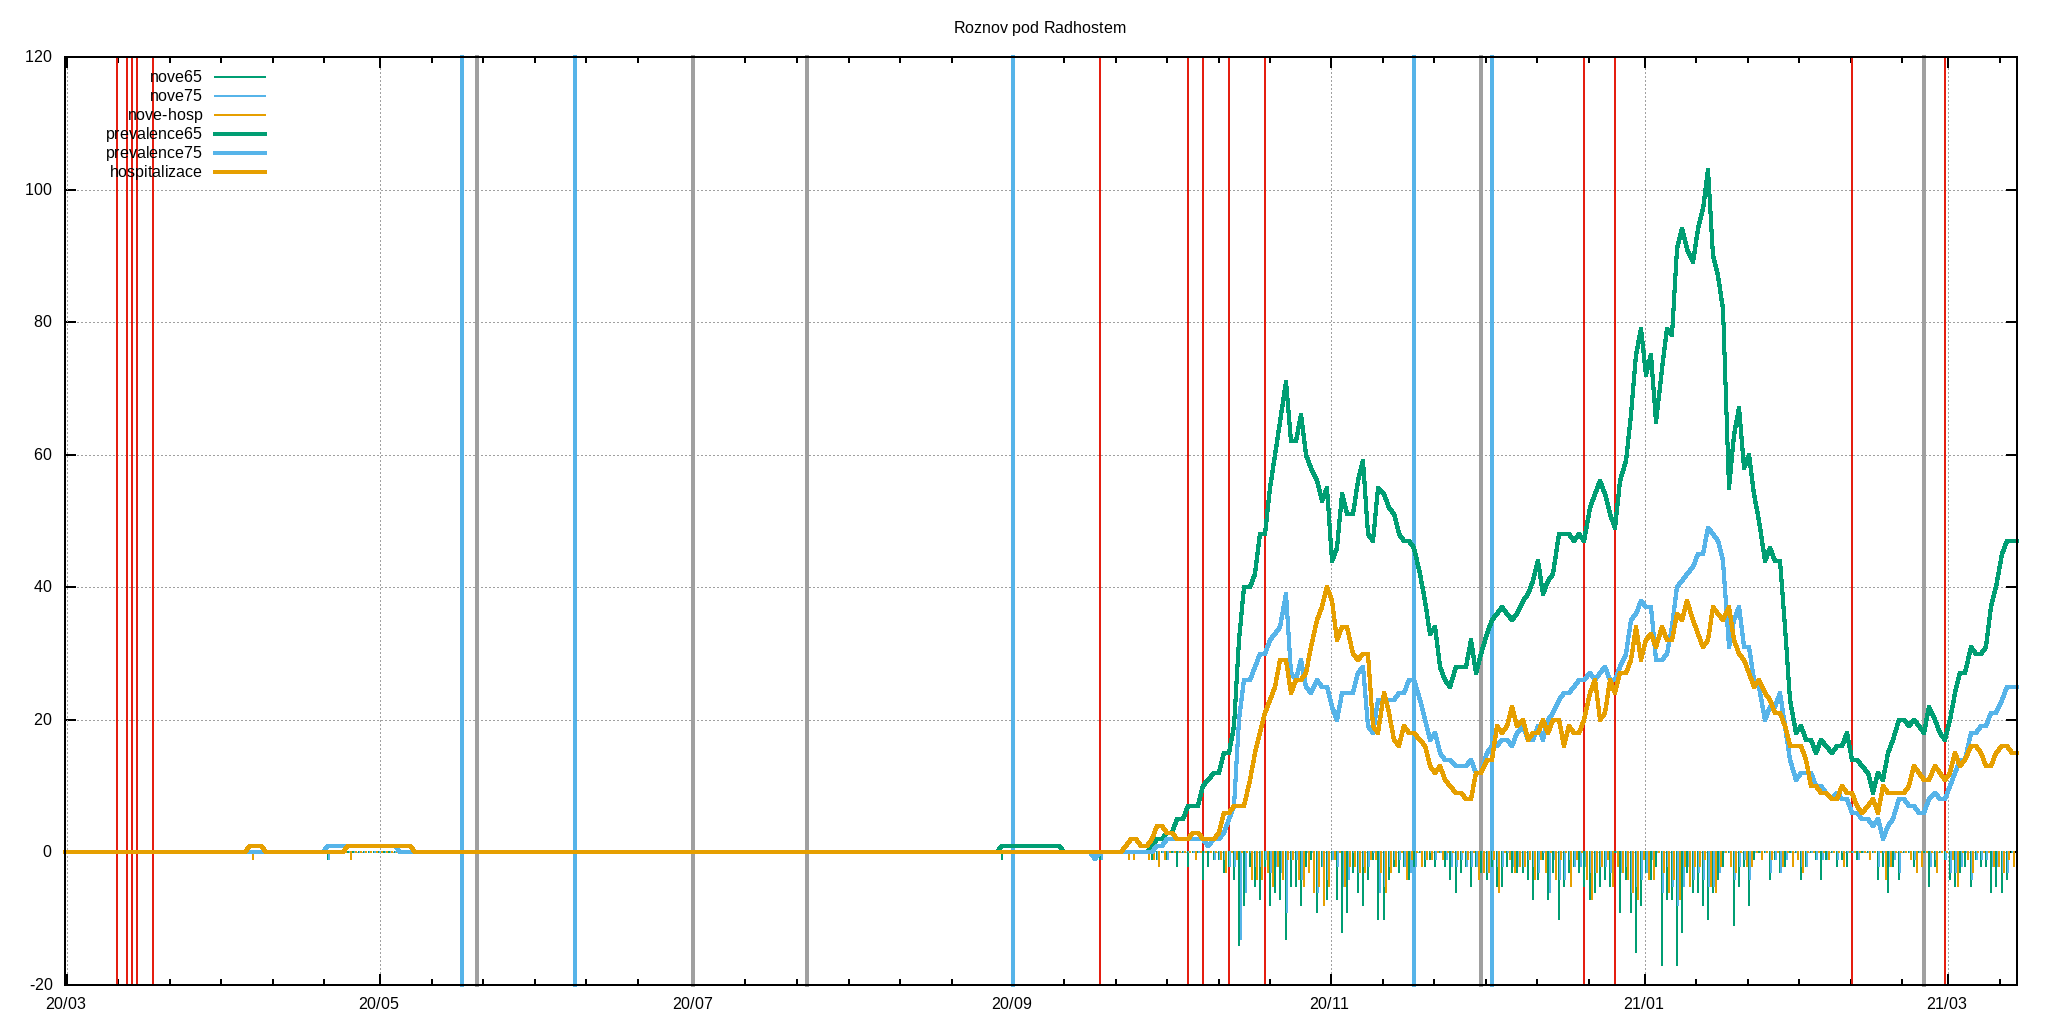 Roznov pod Radhostem
120
100
80
60
40
20
0
-20
nove65
nove75
nove-hosp
prevalence65
prevalence75
hospitalizace
20/03 20/05 20/07 20/09 20/11 21/01 21/03